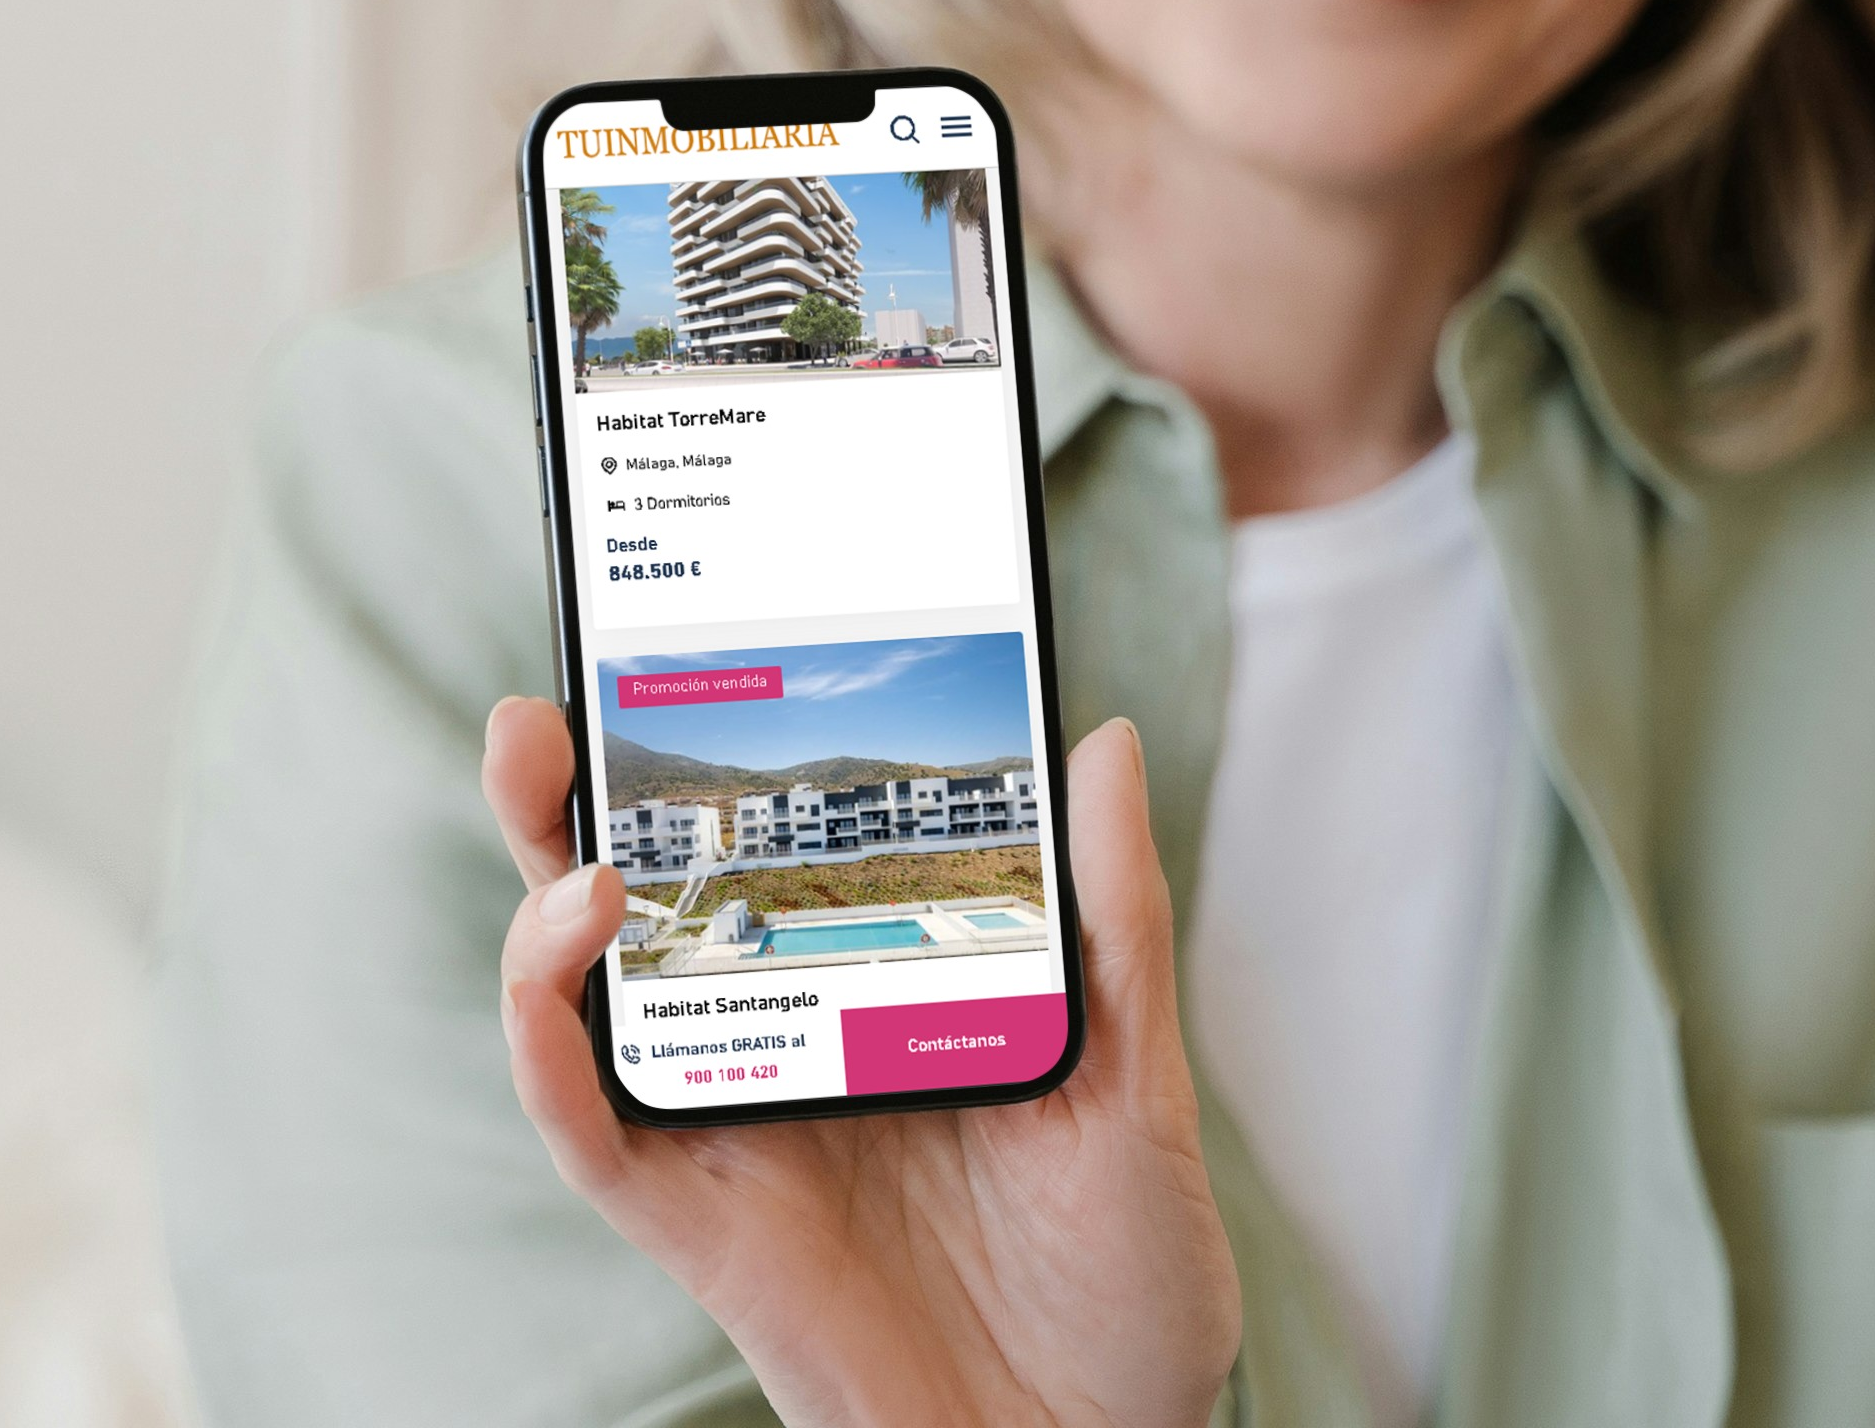 TUINMOBILIARIA
Habitat TorreMare
Málaga, Málaga
3 Dormitorios
Desde
848.500 €
Promoción vendida
Habitat Santangelo
Llámanos GRATIS al
900 100 420
Contáctanos